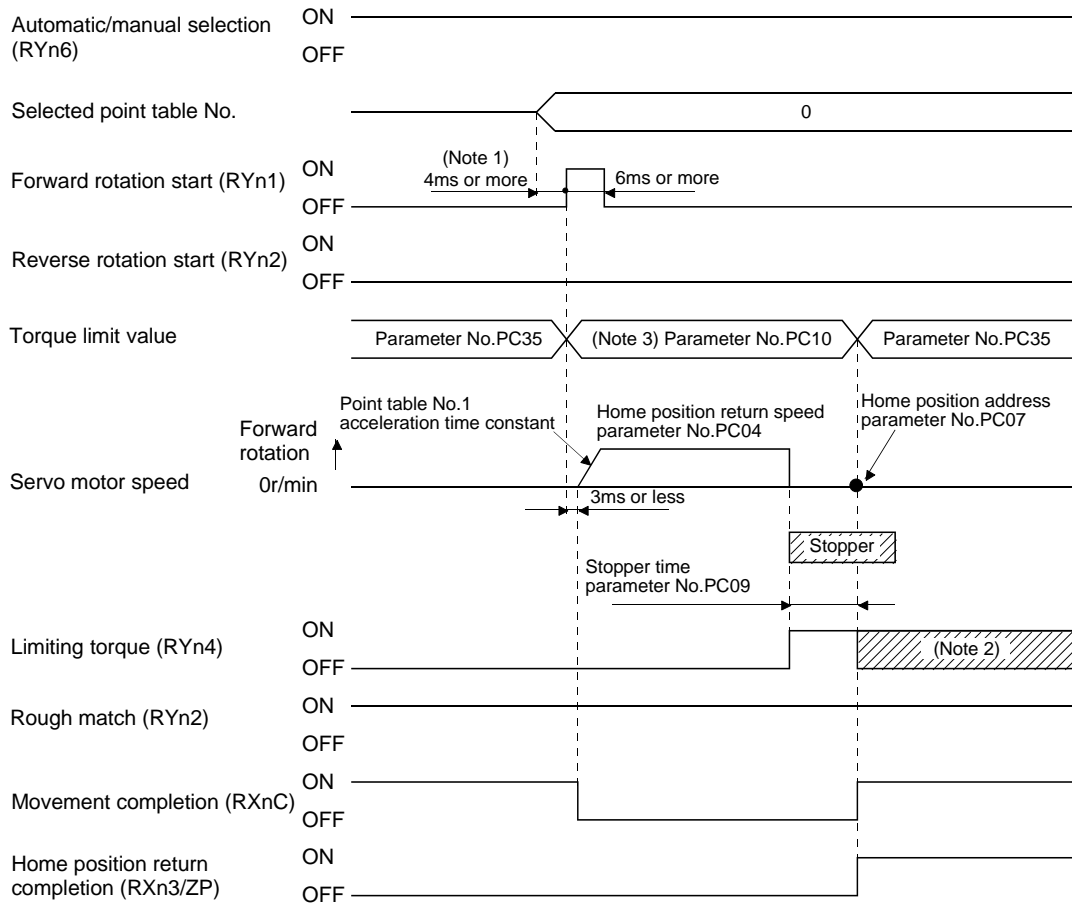 Automatic/manual selection
(RYn6)
ON
OFF
Selected point table No.
0
Forward rotation start (RYn1)
ON
OFF
(Note 1)
4ms or more
6ms or more
Reverse rotation start (RYn2)
ON
OFF
Torque limit value
Parameter No.PC35
(Note 3) Parameter No.PC10
Parameter No.PC35
Point table No.1
acceleration time constant
Home position return speed
parameter No.PC04
Home position address
parameter No.PC07
Forward
rotation
Servo motor speed
0r/min
3ms or less
Stopper
Stopper time
parameter No.PC09
Limiting torque (RYn4)
ON
OFF
(Note 2)
Rough match (RYn2)
ON
OFF
Movement completion (RXnC)
ON
OFF
Home position return
completion (RXn3/ZP)
ON
OFF